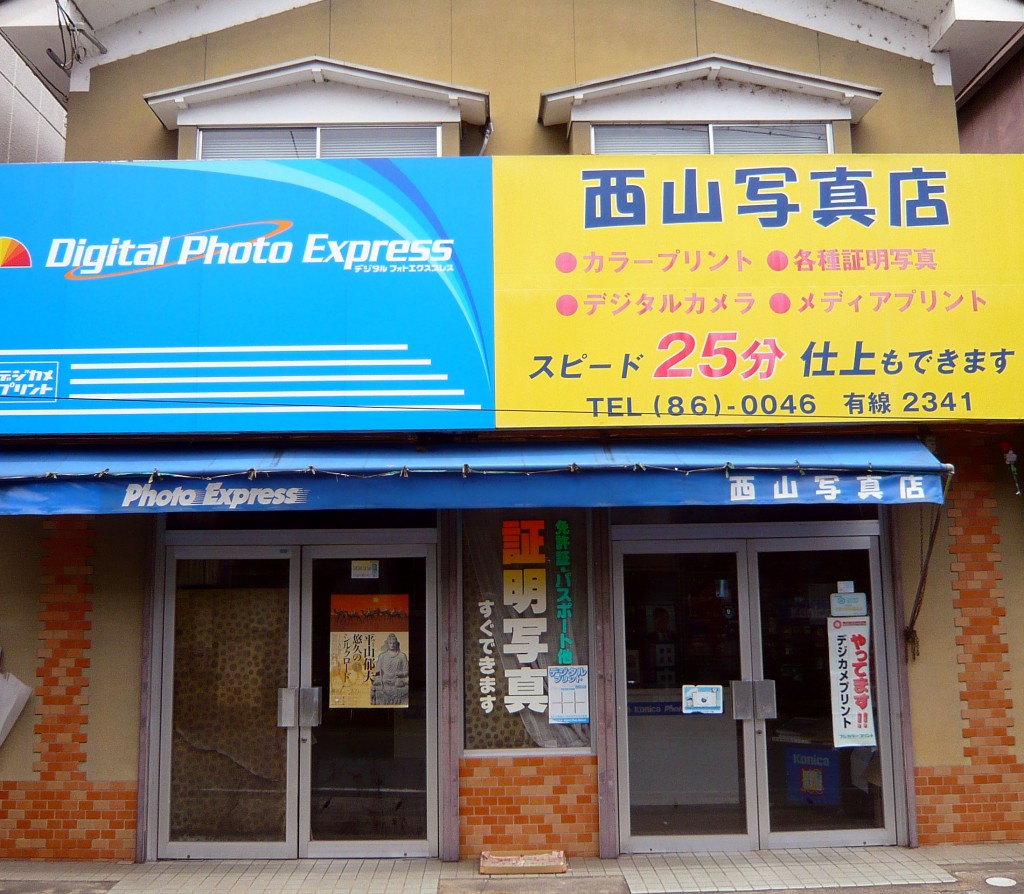 Digital Photo Express
デジタル フォトエクスプレス
デジカメ
プリント
西山写真店
●カラープリント ●各種証明写真
●デジタルカメラ ●メディアプリント
スピード 25分 仕上もできます
TEL (86)-0046 有線 2341
Photo Express
西山写真店
平山郁夫
悠久の
シルクロード
免許証・パスポート他
証明写真
すぐできます
デジタル
プリント
Konica
Konica
やってます!!
デジカメプリント